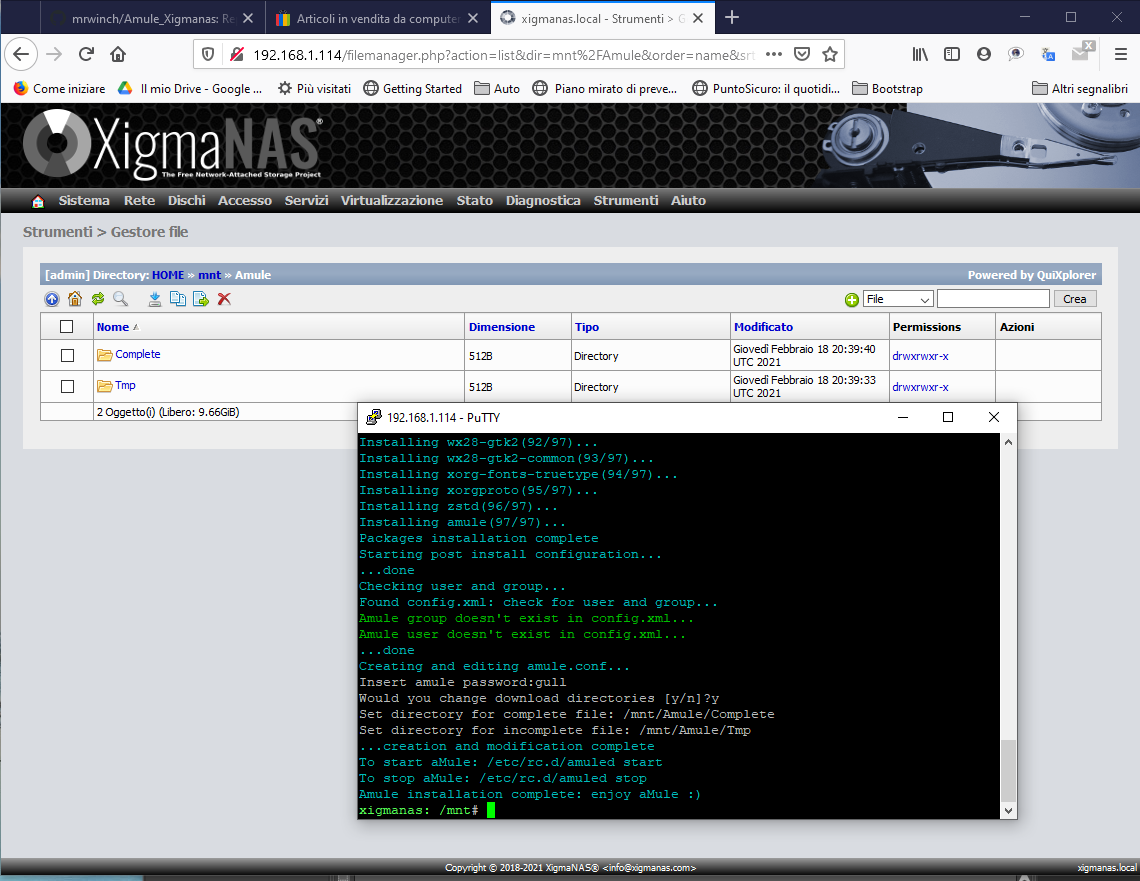 mrwinch/Amule_Xigmanas: Re
Articoli in vendita da computer
xigmanas.local - Strumenti > G
192.168.1.114/filemanager.php?action=list&dir=mnt%2FAmule&order=name&srt
Come iniziare
Il mio Drive - Google ...
Più visitati
Getting Started
Auto
Piano mirato di preve...
PuntoSicuro: il quotidi...
Bootstrap
Altri segnalibri
XigmaNAS®
The Free Network-Attached Storage Project
Sistema Rete Dischi Accesso Servizi Virtualizzazione Stato Diagnostica Strumenti Aiuto
Strumenti > Gestore file
[admin] Directory: HOME » mnt » Amule
Powered by QuiXplorer
File
Crea
Nome Dimensione Tipo Modificato Permissions Azioni
Complete 512B Directory Giovedì Febbraio 18 20:39:40 UTC 2021 drwxrwxr-x
Tmp 512B Directory Giovedì Febbraio 18 20:39:33 UTC 2021 drwxrwxr-x
2 Oggetto(i) (Libero: 9.66GiB)
192.168.1.114 - PuTTY
Installing wx28-gtk2(92/97)...
Installing wx28-gtk2-common(93/97)...
Installing xorg-fonts-truetype(94/97)...
Installing xorgproto(95/97)...
Installing zstd(96/97)...
Installing amule(97/97)...
Packages installation complete
Starting post install configuration...
...done
Checking user and group...
Found config.xml: check for user and group...
Amule group doesn't exist in config.xml...
Amule user doesn't exist in config.xml...
...done
Creating and editing amule.conf...
Insert amule password:gull
Would you change download directories [y/n]?y
Set directory for complete file: /mnt/Amule/Complete
Set directory for incomplete file: /mnt/Amule/Tmp
...creation and modification complete
To start aMule: /etc/rc.d/amuled start
To stop aMule: /etc/rc.d/amuled stop
Amule installation complete: enjoy aMule :)
xigmanas: /mnt#
Copyright © 2018-2021 XigmaNAS® <info@xigmanas.com>
xigmanas.local